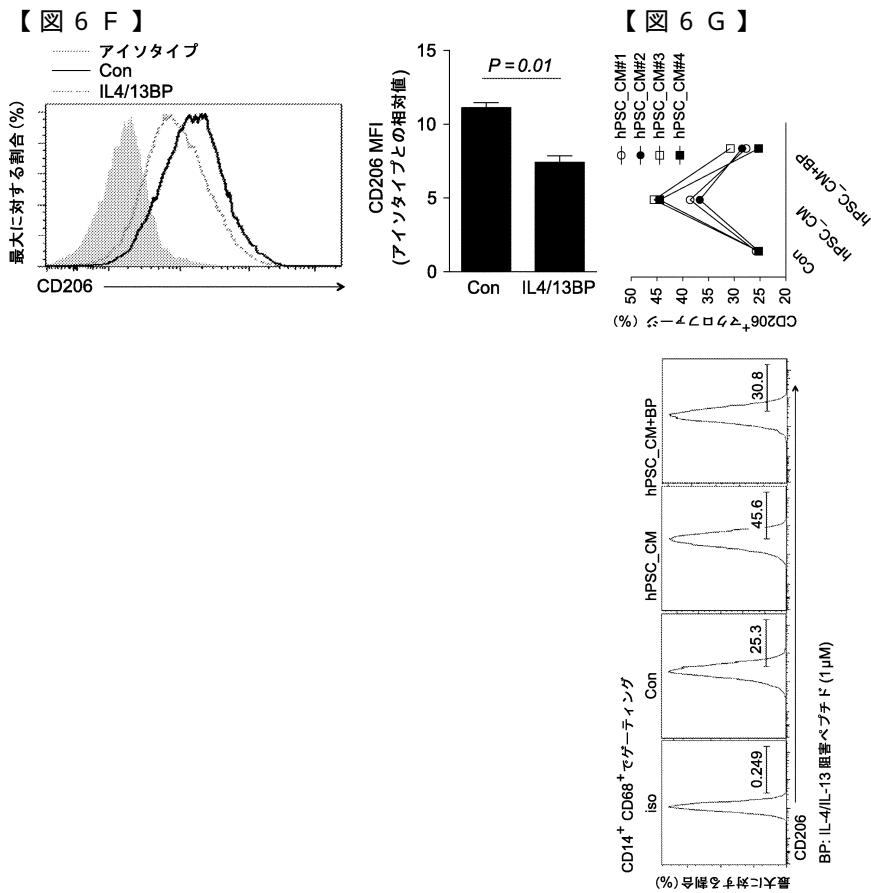 【図６Ｆ】
アイソタイプ
Con
IL4/13BP
最大に対する割合 (%)
CD206
CD206 MFI
(アイソタイプとの相対値)
15
10
5
0
P = 0.01
Con
IL4/13BP
【図６Ｇ】
hPSC_CM#1
hPSC_CM#2
hPSC_CM#3
hPSC_CM#4
CD206+マクロファージ (%)
50
45
40
35
30
25
20
Con
hPSC_CM
hPSC_CM+BP
CD14+ CD68+でゲーティング
iso
Con
hPSC_CM
hPSC_CM+BP
0.249
25.3
45.6
30.8
最大に対する割合 (%)
CD206
BP: IL-4/IL-13 阻害ペプチド (1μM)